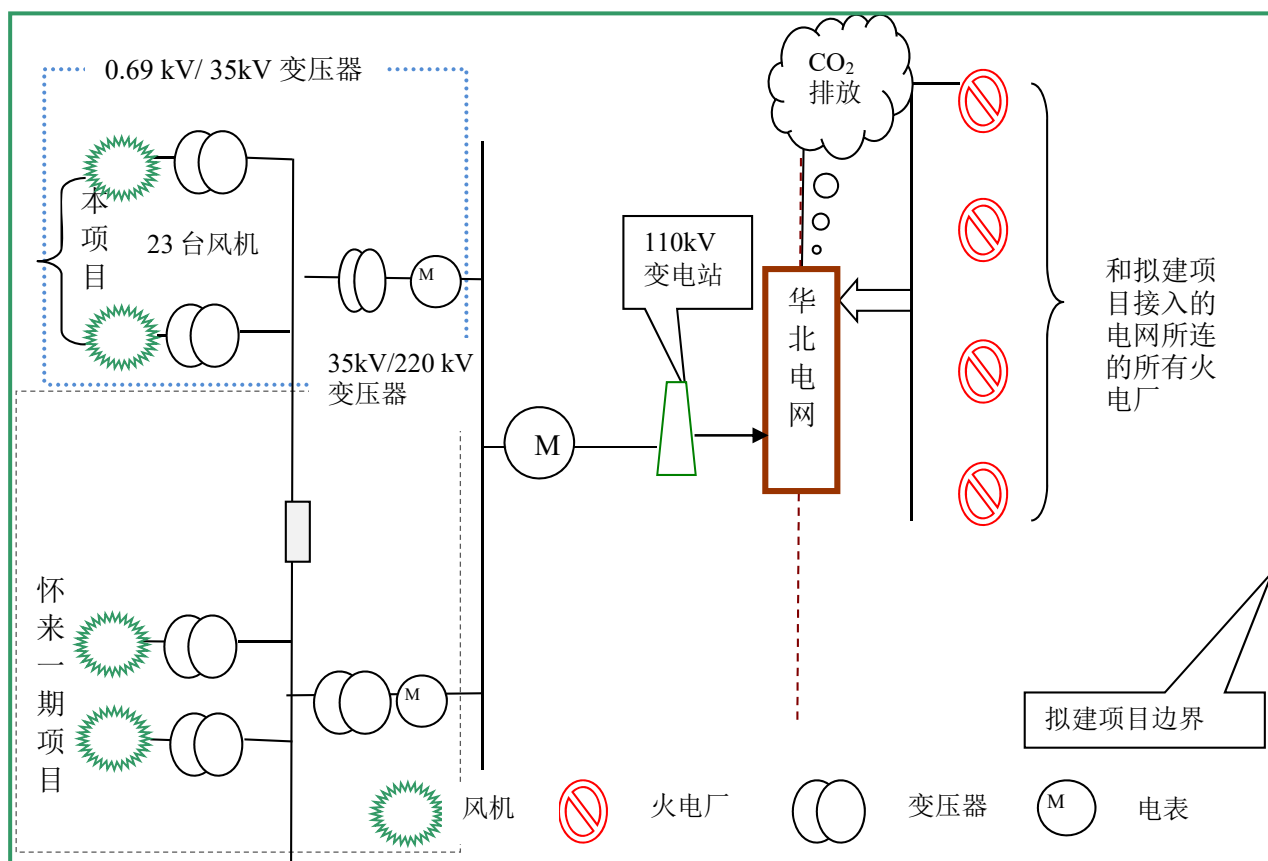 0.69 kV/ 35kV 变压器
CO₂
排放
本项目
23 台风机
M
110kV
变电站
华北电网
和拟建项
目接入的
电网所连
的所有火
电厂
35kV/220 kV
变压器
M
怀来一期项目
M
拟建项目边界
风机
火电厂
变压器
M
电表